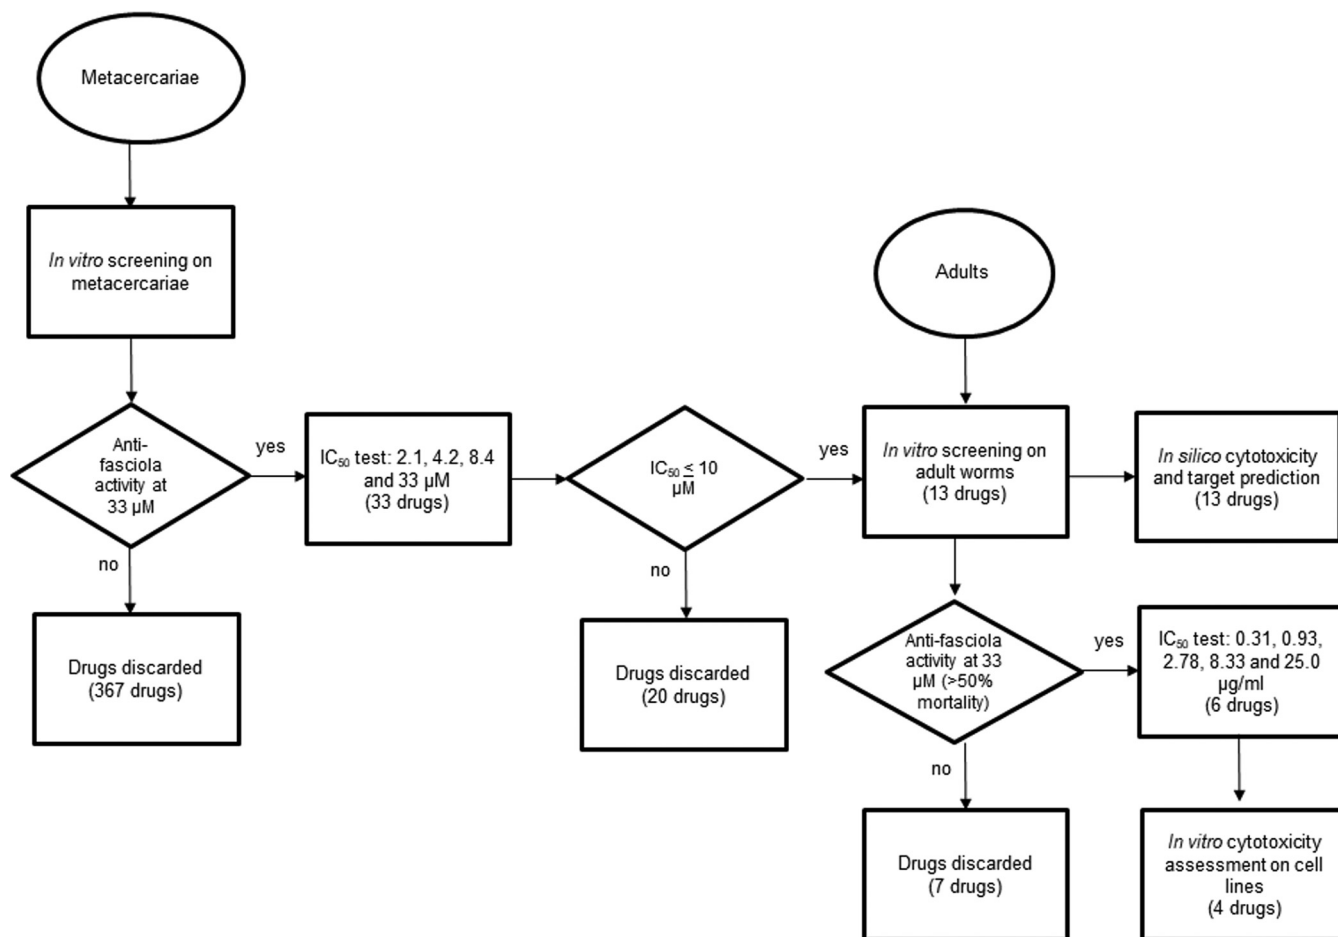 Metacercariae
In vitro screening on
metacercariae
Anti-
fasciola
activity at
33 µM
yes
no
Drugs discarded
(367 drugs)
IC₅₀ test: 2.1, 4.2, 8.4
and 33 µM
(33 drugs)
IC₅₀ ≤ 10
µM
yes
no
Drugs discarded
(20 drugs)
Adults
In vitro screening on
adult worms
(13 drugs)
In silico cytotoxicity
and target prediction
(13 drugs)
Anti-fasciola
activity at 33
µM (>50%
mortality)
yes
no
Drugs discarded
(7 drugs)
IC₅₀ test: 0.31, 0.93,
2.78, 8.33 and 25.0
µg/ml
(6 drugs)
In vitro cytotoxicity
assessment on cell
lines
(4 drugs)